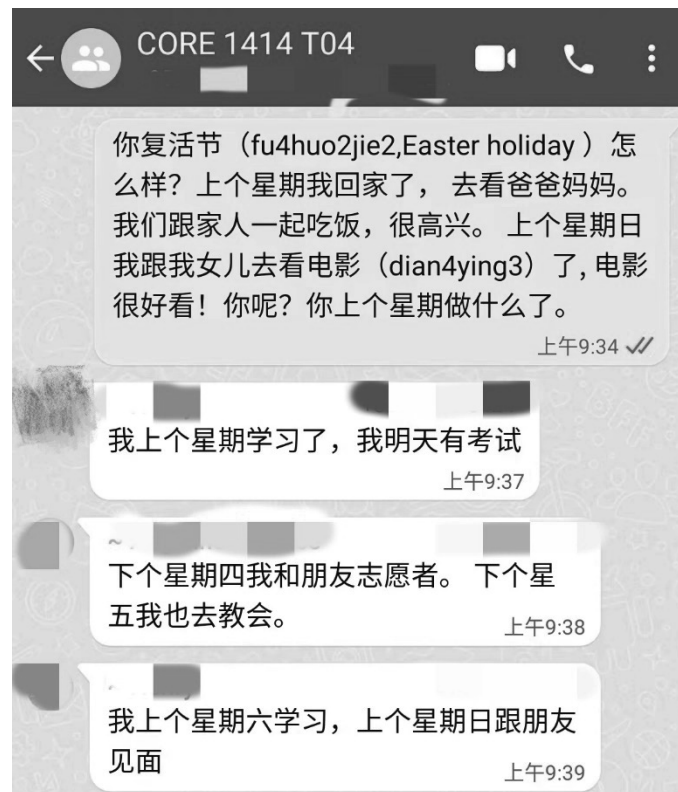 CORE 1414 T04
你复活节（fu4huo2jie2,Easter holiday ）怎
么样？上个星期我回家了， 去看爸爸妈妈。
我们跟家人一起吃饭，很高兴。 上个星期日
我跟我女儿去看电影（dian4ying3）了, 电影
很好看！你呢？你上个星期做什么了。
上午9:34
我上个星期学习了，我明天有考试
上午9:37
下个星期四我和朋友志愿者。 下个星
五我也去教会。
上午9:38
我上个星期六学习，上个星期日跟朋友
见面
上午9:39